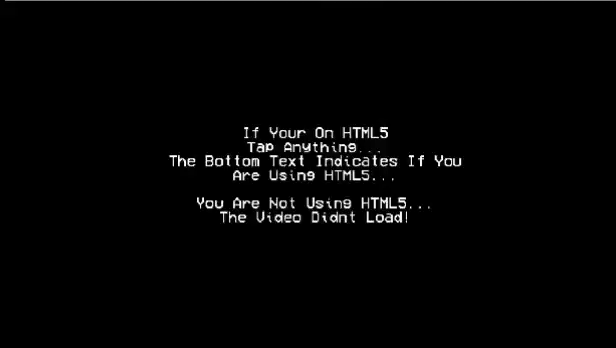 If Your On HTML5
Tap Anything...
The Bottom Text Indicates If You
Are Using HTML5...
You Are Not Using HTML5...
The Video Didnt Load!